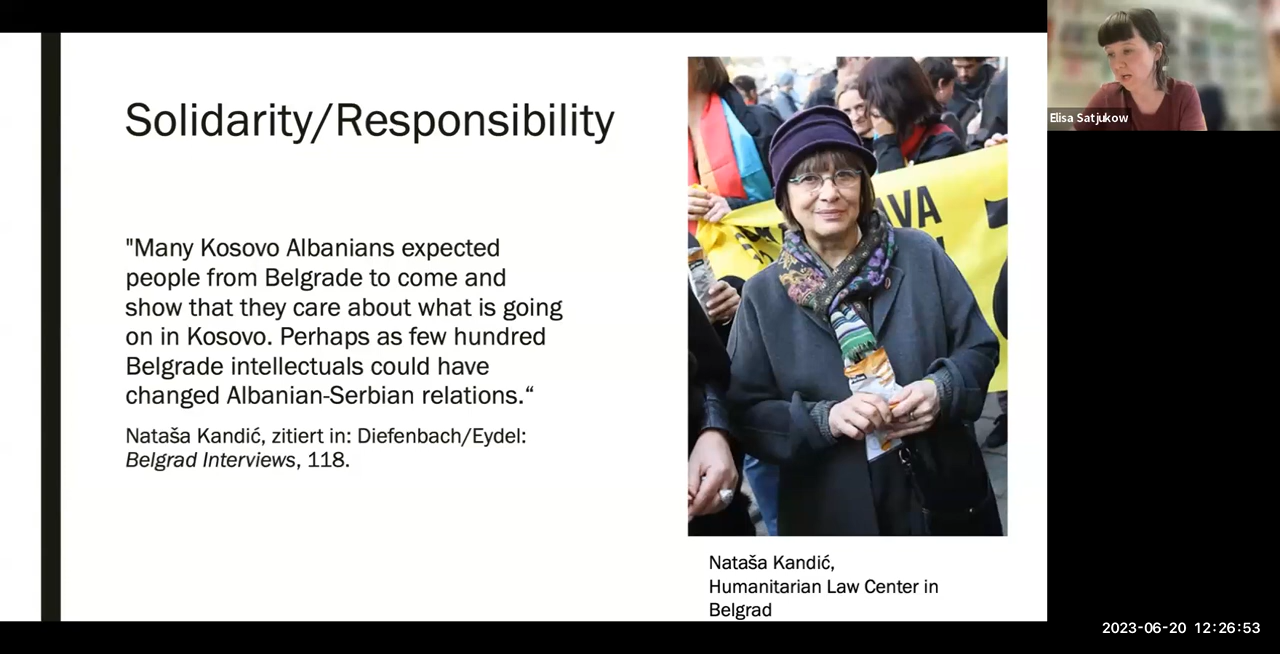 Solidarity/Responsibility
"Many Kosovo Albanians expected
people from Belgrade to come and
show that they care about what is going
on in Kosovo. Perhaps as few hundred
Belgrade intellectuals could have
changed Albanian-Serbian relations.“
Nataša Kandić, zitiert in: Diefenbach/Eydel:
Belgrad Interviews, 118.
AVA
Nataša Kandić,
Humanitarian Law Center in
Belgrad
Elisa Satjukow
2023-06-20 12:26:53